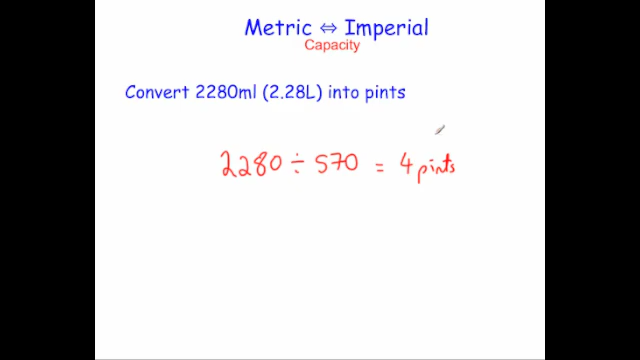 Metric ⇔ Imperial
Capacity
Convert 2280ml (2.28L) into pints
2280 ÷ 570 = 4 pints